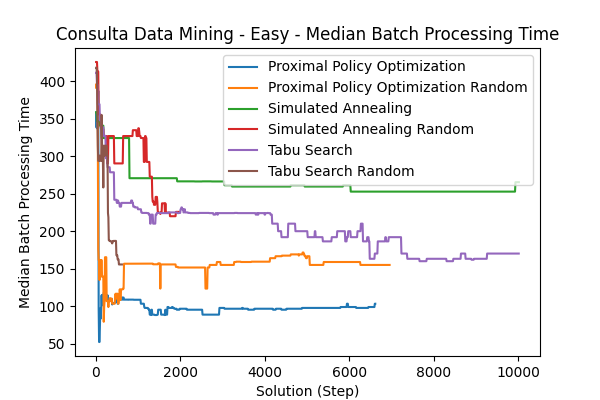 Consulta Data Mining - Easy - Median Batch Processing Time
Median Batch Processing Time
400
350
300
250
200
150
100
50
Proximal Policy Optimization
Proximal Policy Optimization Random
Simulated Annealing
Simulated Annealing Random
Tabu Search
Tabu Search Random
0 2000 4000 6000 8000 10000
Solution (Step)